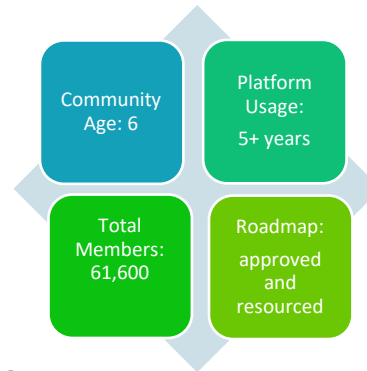 Community
Age: 6
Platform
Usage:
5+ years
Total
Members:
61,600
Roadmap:
approved
and
resourced